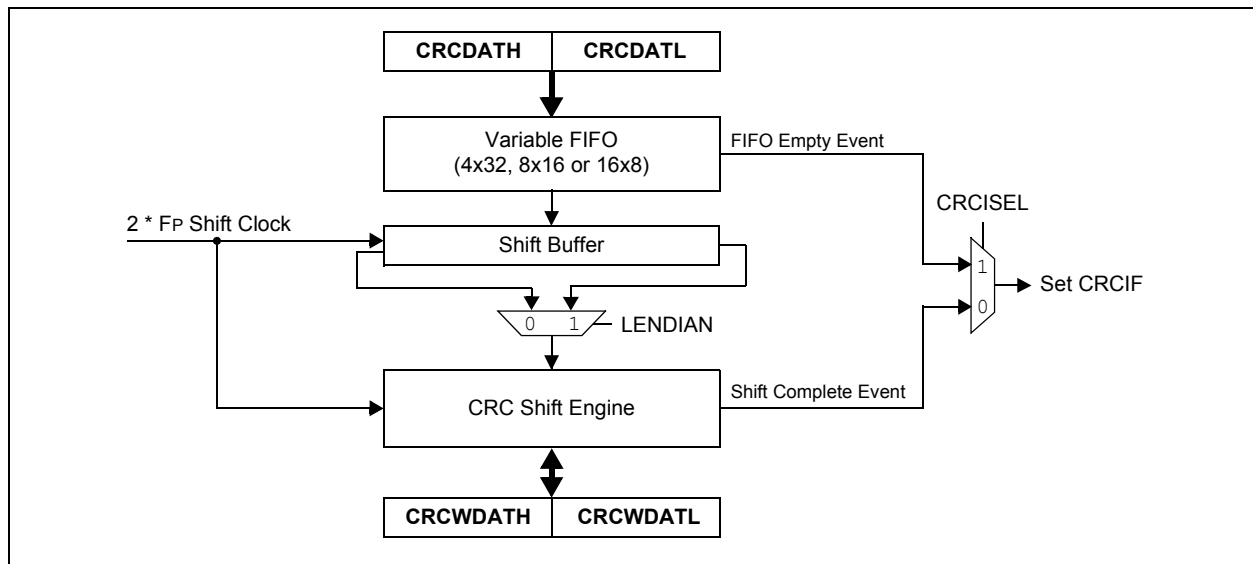 CRCDATH CRCDATL
Variable FIFO
(4x32, 8x16 or 16x8)
FIFO Empty Event
CRCISEL
2 * FP Shift Clock
Shift Buffer
1
Set CRCIF
0
0 1
LENDIAN
CRC Shift Engine
Shift Complete Event
CRCWDATH CRCWDATL